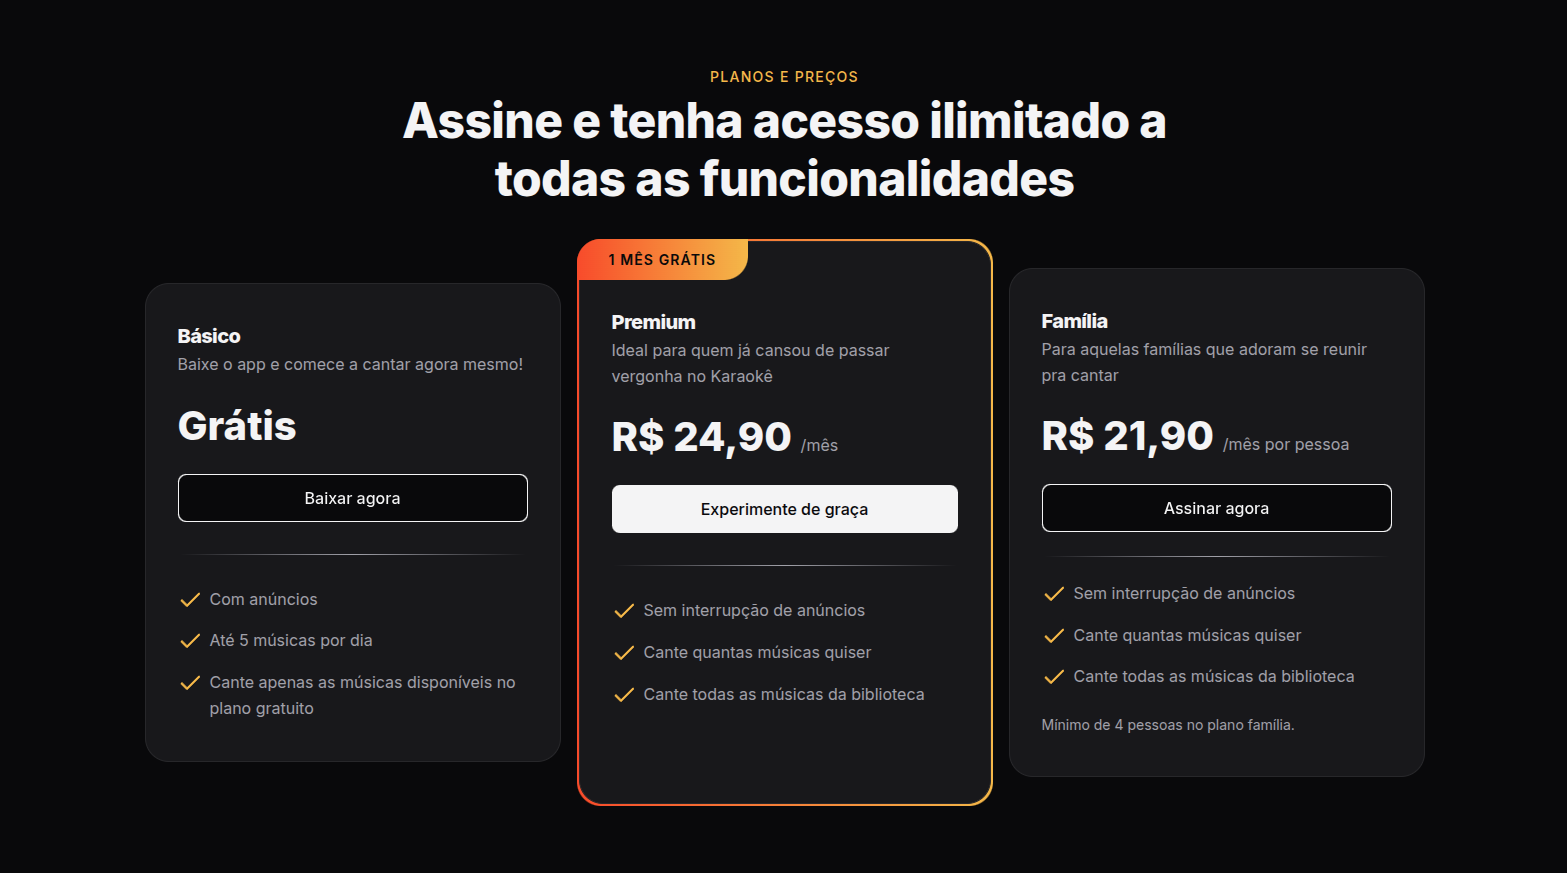 PLANOS E PREÇOS
Assine e tenha acesso ilimitado a
todas as funcionalidades
Básico
Baixe o app e comece a cantar agora mesmo!
Grátis
Baixar agora
Com anúncios
Até 5 músicas por dia
Cante apenas as músicas disponíveis no
plano gratuito
1 MÊS GRÁTIS
Premium
Ideal para quem já cansou de passar
vergonha no Karaokê
R$ 24,90 /mês
Experimente de graça
Sem interrupção de anúncios
Cante quantas músicas quiser
Cante todas as músicas da biblioteca
Família
Para aquelas famílias que adoram se reunir
pra cantar
R$ 21,90 /mês por pessoa
Assinar agora
Sem interrupção de anúncios
Cante quantas músicas quiser
Cante todas as músicas da biblioteca
Mínimo de 4 pessoas no plano família.